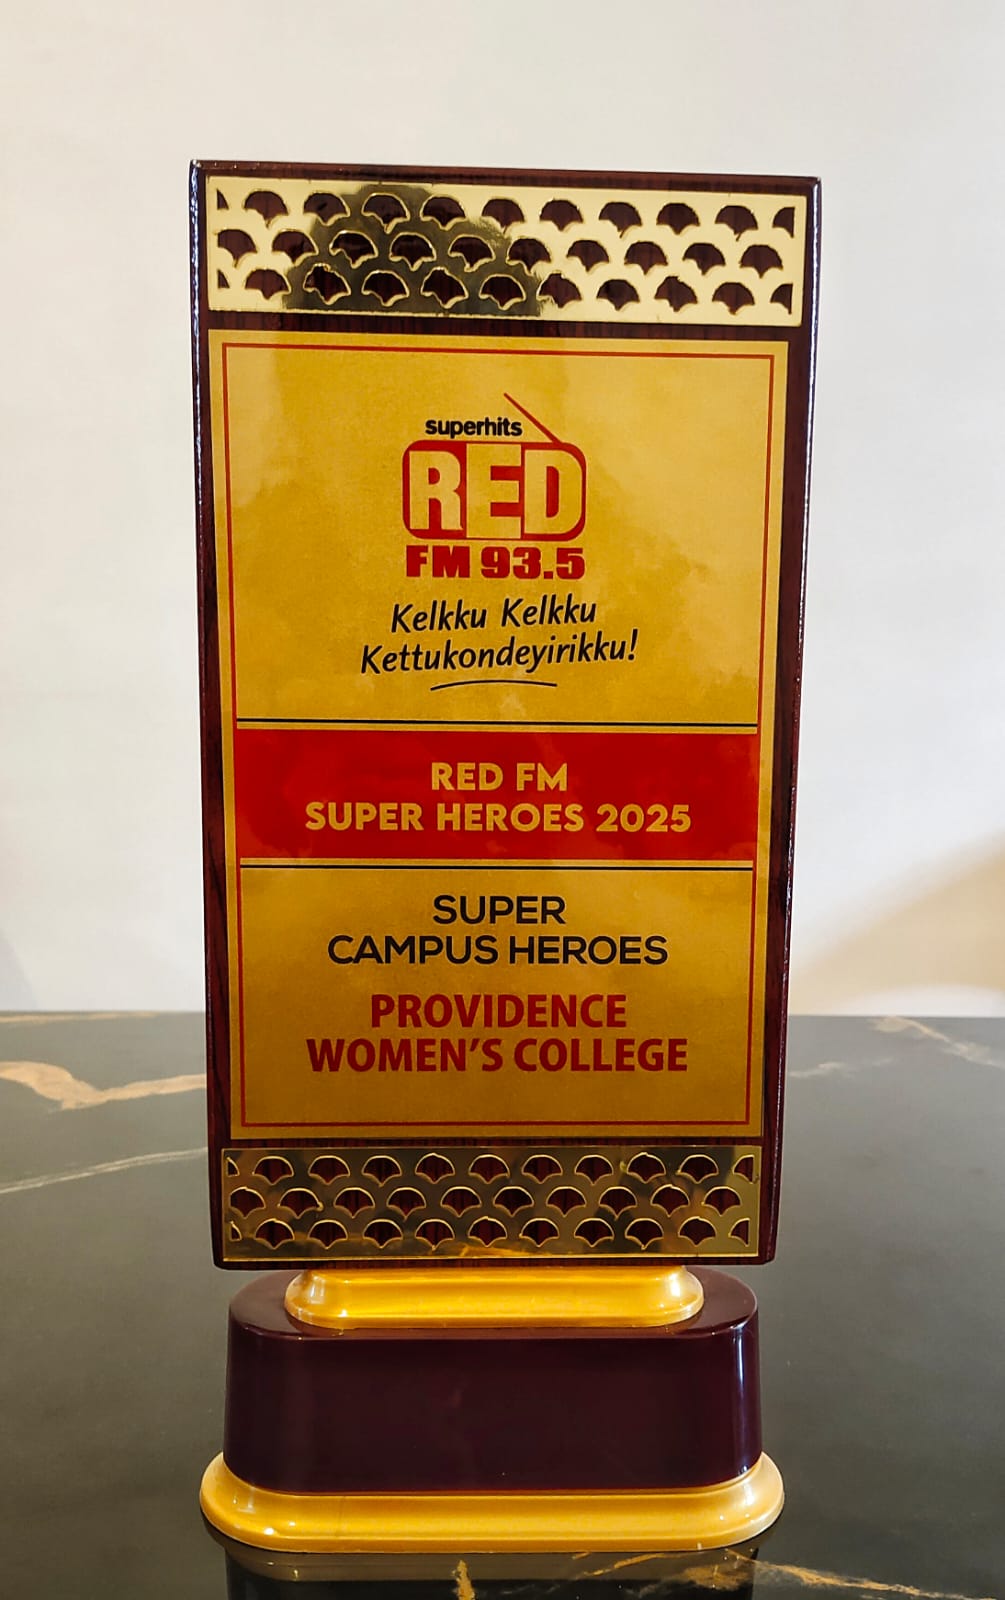 superhits
RED
FM 93.5
Kelkku Kelkku
Kettukondeyirikku!
RED FM
SUPER HEROES 2025
SUPER
CAMPUS HEROES
PROVIDENCE
WOMEN'S COLLEGE